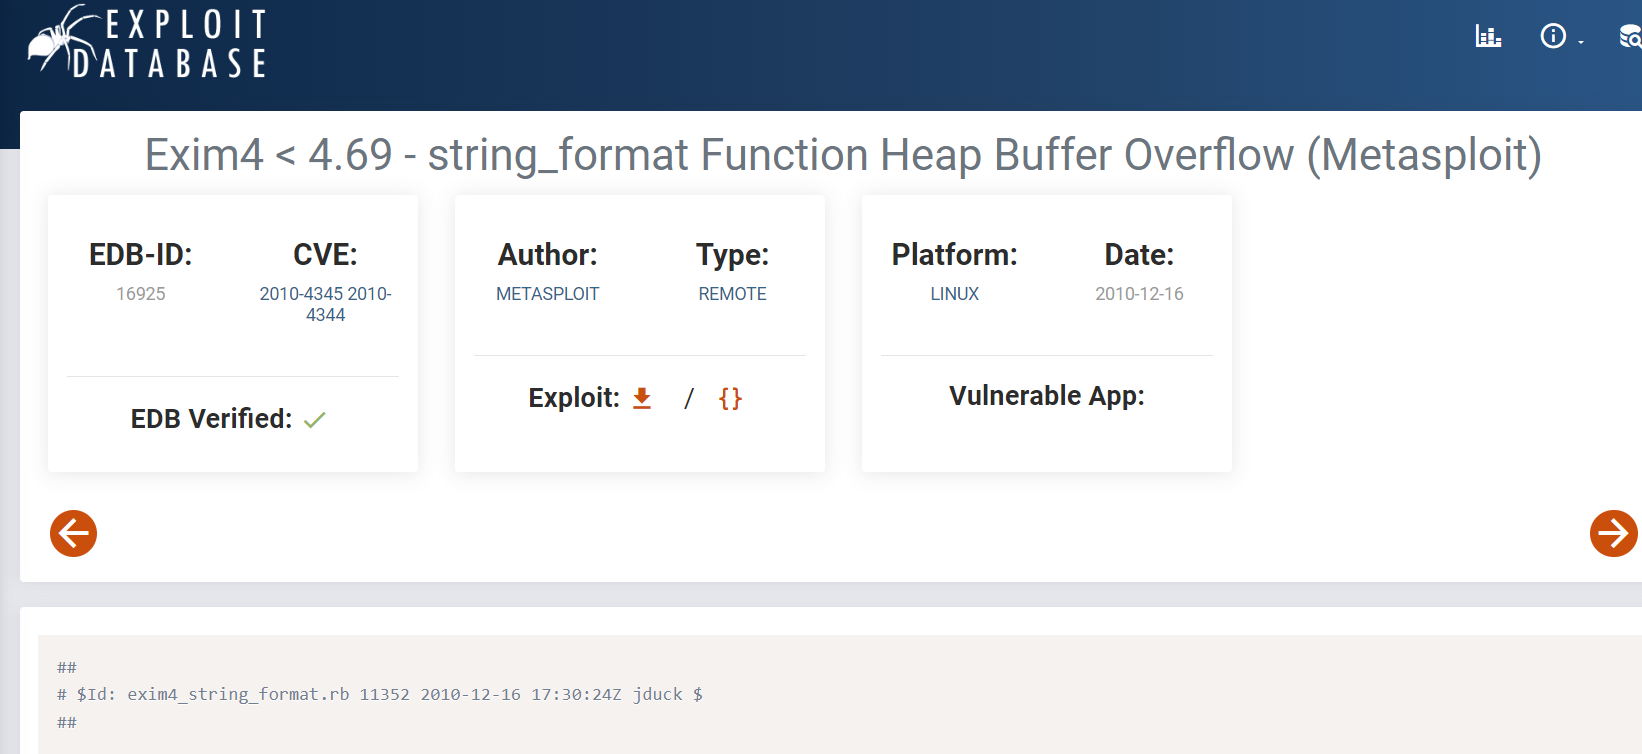 EXPLOIT
DATABASE
Exim4 < 4.69 - string_format Function Heap Buffer Overflow (Metasploit)
EDB-ID:
16925
CVE:
2010-4345 2010-
4344
EDB Verified:
Author:
METASPLOIT
Type:
REMOTE
Exploit: / {}
Platform:
LINUX
Date:
2010-12-16
Vulnerable App:
##
# $Id: exim4_string_format.rb 11352 2010-12-16 17:30:24Z jduck $
##